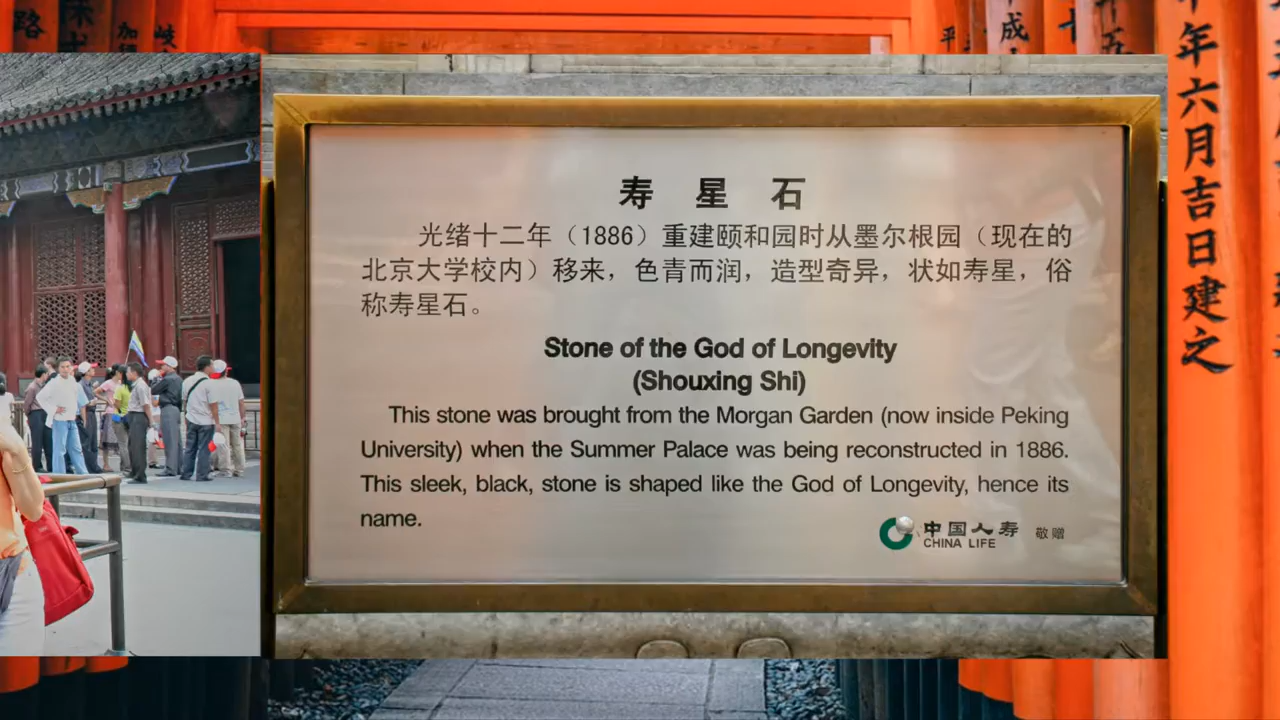 寿星石
光绪十二年（1886）重建颐和园时从墨尔根园（现在的
北京大学校内）移来，色青而润，造型奇异，状如寿星，俗
称寿星石。
Stone of the God of Longevity
(Shouxing Shi)
This stone was brought from the Morgan Garden (now inside Peking
University) when the Summer Palace was being reconstructed in 1886.
This sleek, black, stone is shaped like the God of Longevity, hence its
name.
中国人寿 敬赠
CHINA LIFE
年六月吉日建之